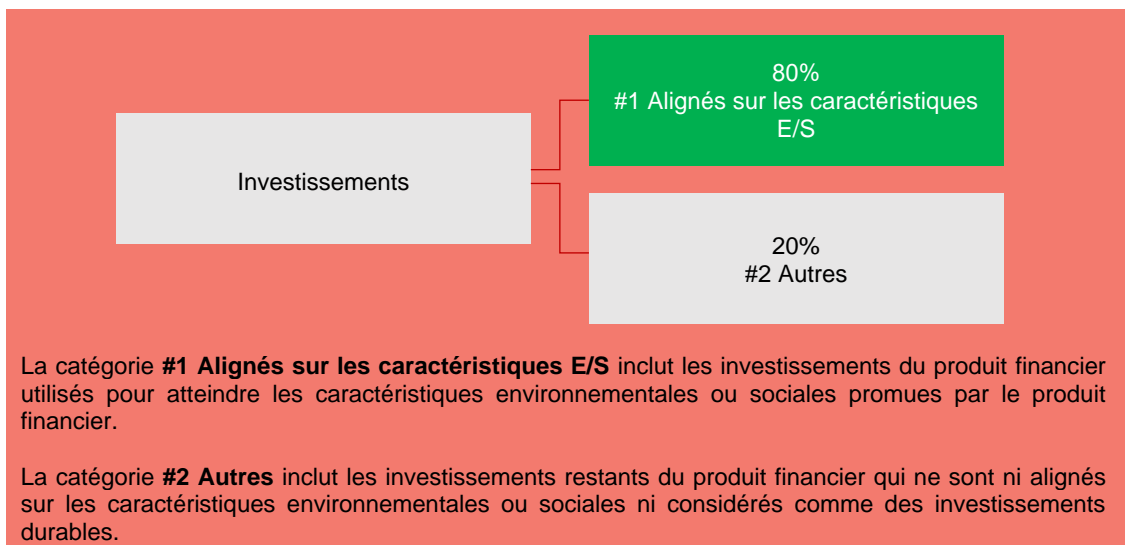 80%
#1 Alignés sur les caractéristiques
E/S
Investissements
20%
#2 Autres
La catégorie #1 Alignés sur les caractéristiques E/S inclut les investissements du produit financier
utilisés pour atteindre les caractéristiques environnementales ou sociales promues par le produit
financier.
La catégorie #2 Autres inclut les investissements restants du produit financier qui ne sont ni alignés
sur les caractéristiques environnementales ou sociales ni considérés comme des investissements
durables.